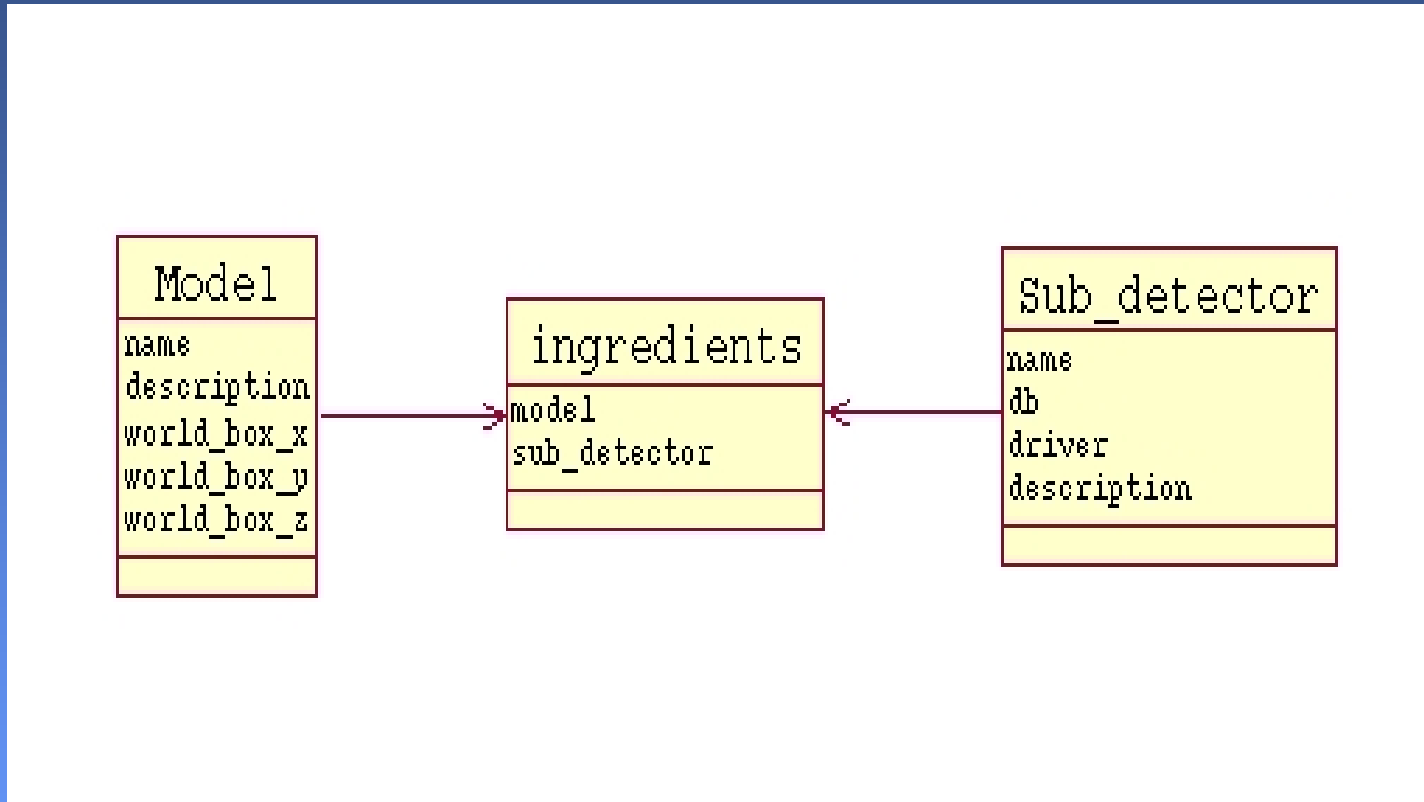 Model
name
description
world_box_x
world_box_y
world_box_z
ingredients
model
sub_detector
Sub_detector
name
db
driver
description